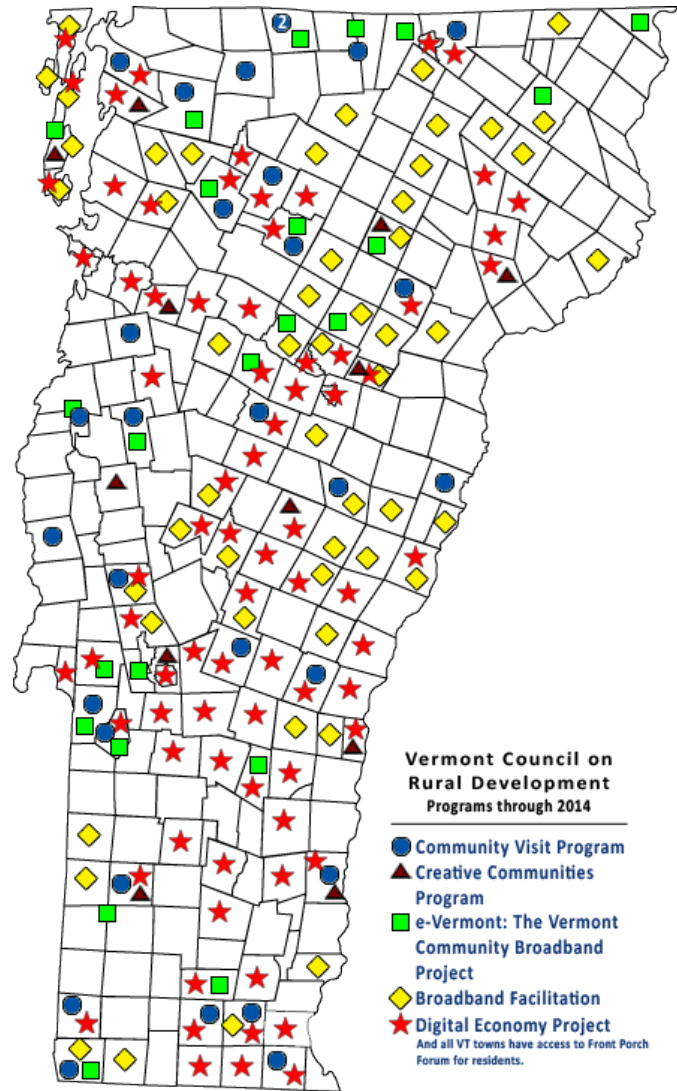 2
Vermont Council on
Rural Development
Programs through 2014
Community Visit Program
Creative Communities
Program
e-Vermont: The Vermont
Community Broadband
Project
Broadband Facilitation
Digital Economy Project
And all VT towns have access to Front Porch
Forum for residents.